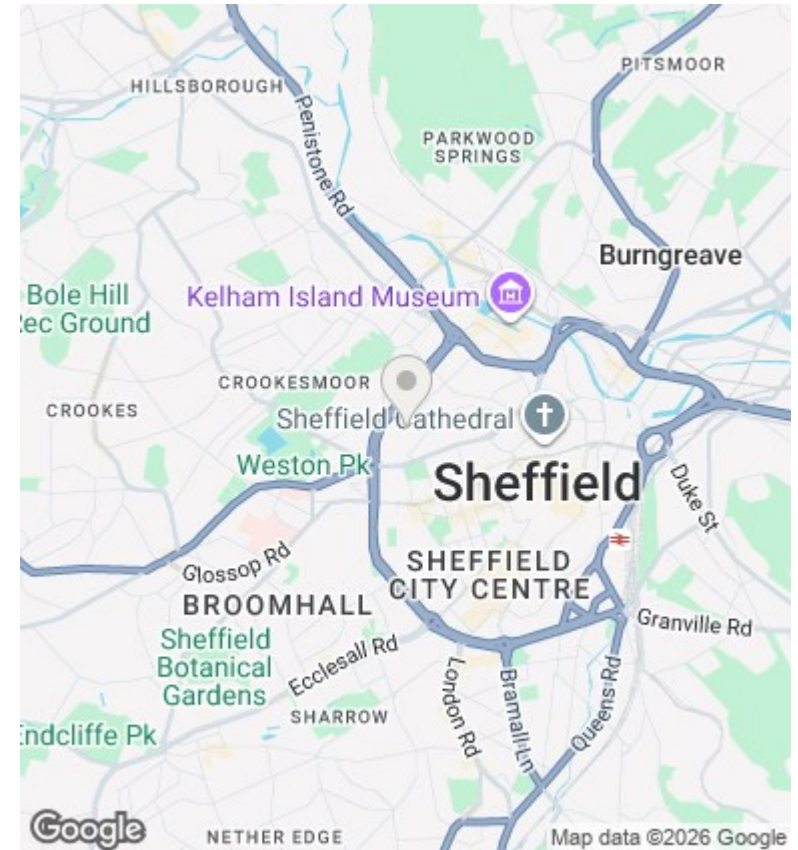 PITSMOOR
HILLSBOROUGH
Penistone Rd
PARKWOOD
SPRINGS
Burngreave
Bole Hill
Rec Ground
Kelham Island Museum
CROOKESMOOR
CROOKES
Sheffield Cathedral
Weston Pk
Sheffield
Duke St
Glossop Rd
SHEFFIELD
CITY CENTRE
BROOMHALL
Granville Rd
Sheffield
Botanical
Gardens
Ecclesall Rd
London Rd
Bramall Ln
Queens Rd
SHARROW
Endcliffe Pk
Google
NETHER EDGE
Map data ©2026 Google